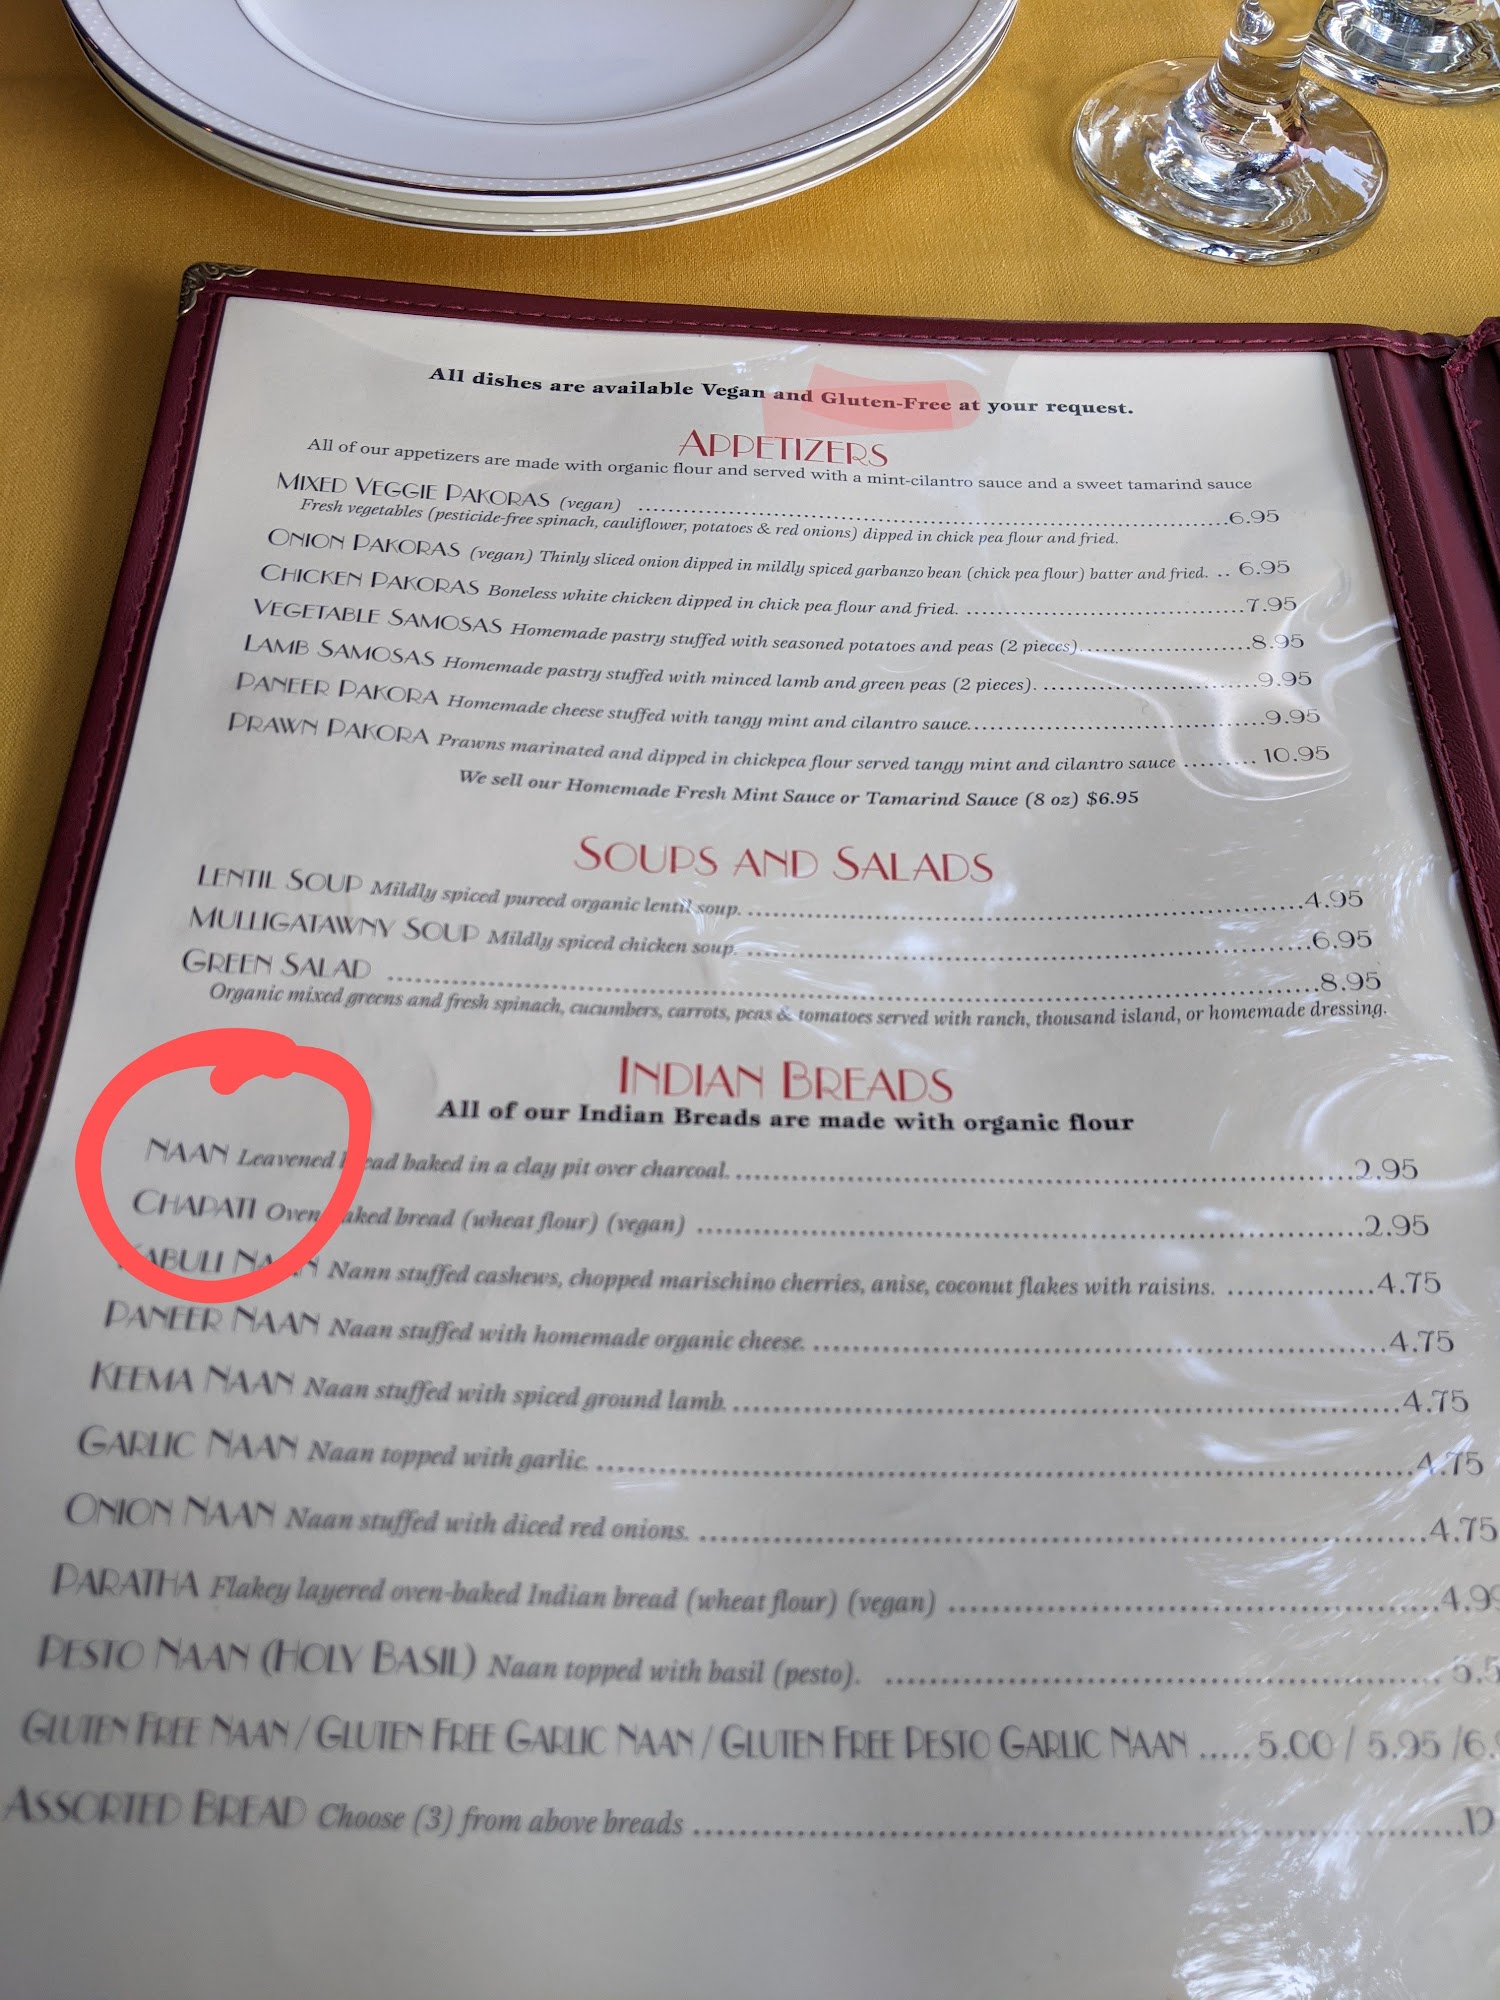 All dishes are available Vegan and Gluten-Free at your request.
APPETIZERS
All of our appetizers are made with organic flour and served with a mint-cilantro sauce and a sweet tamarind sauce
MIXED VEGGIE PAKORAS (vegan) ........ 6.95
Fresh vegetables (pesticide-free spinach, cauliflower, potatoes & red onions) dipped in chick pea flour and fried.
ONION PAKORAS (vegan) Thinly sliced onion dipped in mildly spiced garbanzo bean (chick pea flour) batter and fried. .. 6.95
CHICKEN PAKORAS Boneless white chicken dipped in chick pea flour and fried. ........ 7.95
VEGETABLE SAMOSAS Homemade pastry stuffed with seasoned potatoes and peas (2 pieces) ........ 8.95
LAMB SAMOSAS Homemade pastry stuffed with minced lamb and green peas (2 pieces). ........ 9.95
PANEER PAKORA Homemade cheese stuffed with tangy mint and cilantro sauce ........ 9.95
PRAWN PAKORA Prawns marinated and dipped in chickpea flour served tangy mint and cilantro sauce ......... 10.95
We sell our Homemade Fresh Mint Sauce or Tamarind Sauce (8 oz) $6.95
SOUPS AND SALADS
LENTIL SOUP Mildly spiced pureed organic lentil soup. ........ 4.95
MULLIGATAWNY SOUP Mildly spiced chicken soup. ........ 6.95
GREEN SALAD ........ 8.95
Organic mixed greens and fresh spinach, cucumbers, carrots, peas & tomatoes served with ranch, thousand island, or homemade dressing.
INDIAN BREADS
All of our Indian Breads are made with organic flour
NAAN Leavened bread baked in a clay pit over charcoal. ........ 2.95
CHAPATI Oven baked bread (wheat flour) (vegan) ........ 2.95
KABULI NAAN Nann stuffed cashews, chopped marischino cherries, anise, coconut flakes with raisins. ........ 4.75
PANEER NAAN Naan stuffed with homemade organic cheese. ........ 4.75
KEEMA NAAN Naan stuffed with spiced ground lamb. ........ 4.75
GARLIC NAAN Naan topped with garlic. ........ 4.75
ONION NAAN Naan stuffed with diced red onions. ........ 4.75
PARATHA Flakey layered oven-baked Indian bread (wheat flour) (vegan) ........ 4.99
PESTO NAAN (HOLY BASIL) Naan topped with basil (pesto). ........
GLUTEN FREE NAAN / GLUTEN FREE GARLIC NAAN / GLUTEN FREE PESTO GARLIC NAAN ..... 5.00 / 5.95 /
ASSORTED BREAD Choose (3) from above breads ........